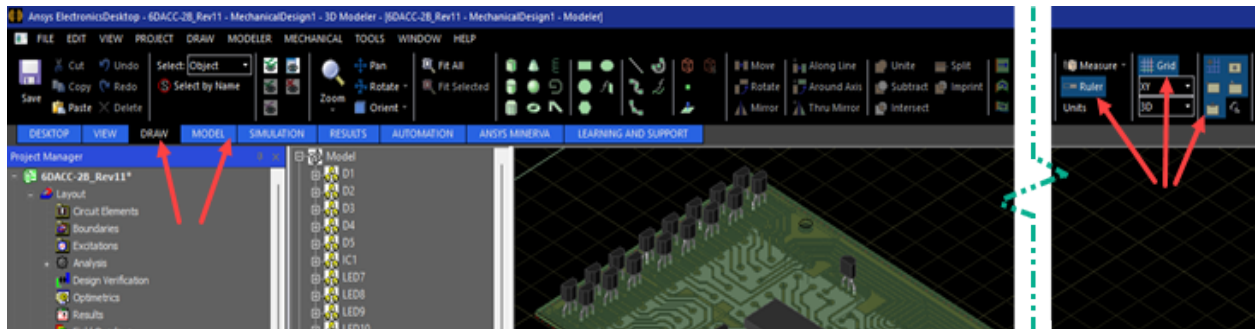 Ansys ElectronicsDesktop - 6DACC-2B_Rev11 - MechanicalDesign1 - 3D Modeler - [6DACC-2B_Rev11 - MechanicalDesign1 - Modeler]
FILE EDIT VIEW PROJECT DRAW MODELER MECHANICAL TOOLS WINDOW HELP
Save
Cut Undo
Copy Redo
Paste Delete
Select: Object
Select by Name
Zoom
Pan
Rotate
Orient
Fit All
Fit Selected
Move Along Line Unite Split
Rotate Around Axis Subtract Imprint
Mirror Thru Mirror Intersect
Measure Grid
Ruler XY
Units 3D
DESKTOP VIEW DRAW MODEL SIMULATION RESULTS AUTOMATION ANSYS MINERVA LEARNING AND SUPPORT
Project Manager
6DACC-2B_Rev11*
Layout
Circuit Elements
Boundaries
Excitations
Analysis
Design Verification
Optimetrics
Results
Model
D1
D2
D3
D4
D5
IC1
LED7
LED8
LED9
LED10